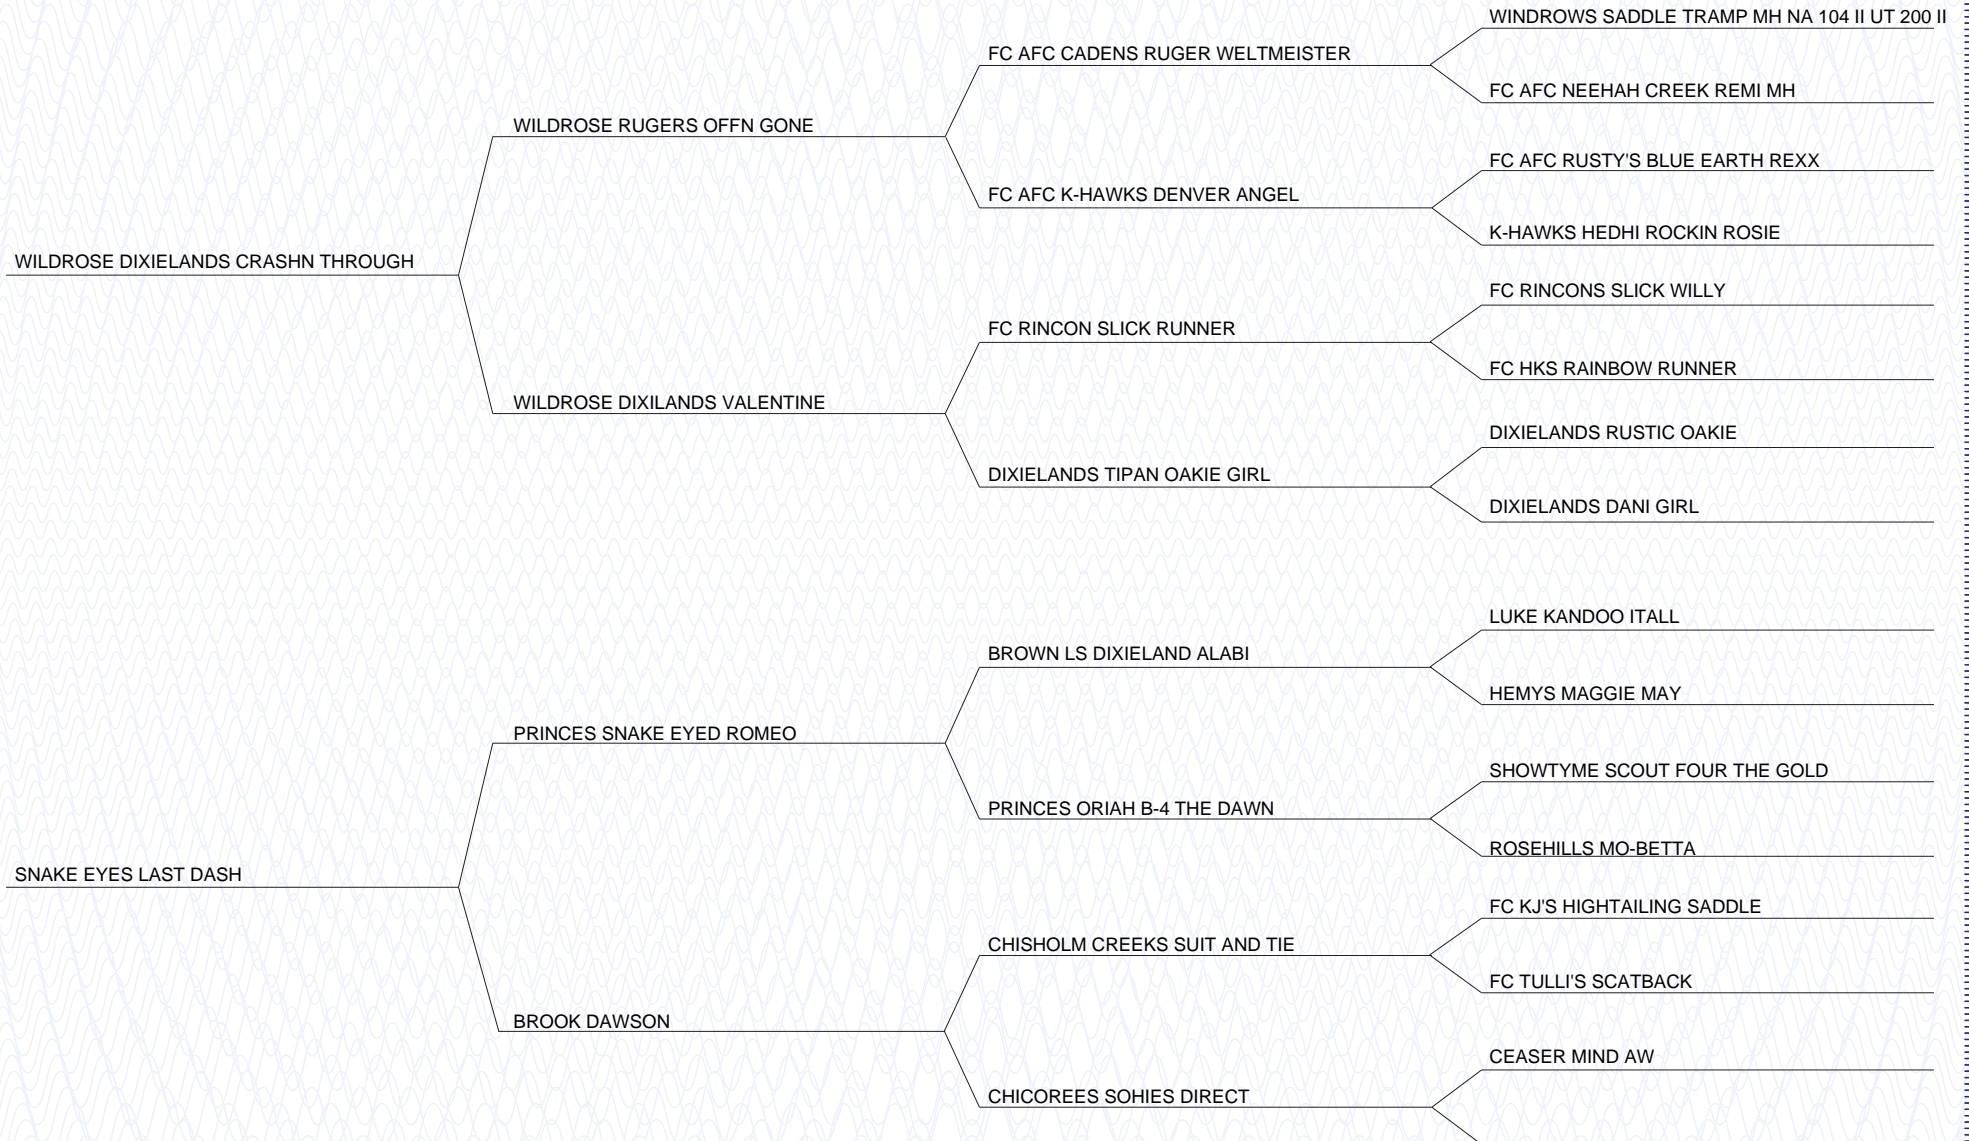 WINDROWS SADDLE TRAMP MH NA 104 II UT 200 II
FC AFC CADENS RUGER WELTMEISTER
FC AFC NEEHAH CREEK REMI MH
WILDROSE RUGERS OFFN GONE
FC AFC RUSTY'S BLUE EARTH REXX
FC AFC K-HAWKS DENVER ANGEL
K-HAWKS HEDHI ROCKIN ROSIE
WILDROSE DIXIELANDS CRASHN THROUGH
FC RINCONS SLICK WILLY
FC RINCON SLICK RUNNER
FC HKS RAINBOW RUNNER
WILDROSE DIXILANDS VALENTINE
DIXIELANDS RUSTIC OAKIE
DIXIELANDS TIPAN OAKIE GIRL
DIXIELANDS DANI GIRL
LUKE KANDOO ITALL
BROWN LS DIXIELAND ALABI
HEMYS MAGGIE MAY
PRINCES SNAKE EYED ROMEO
SHOWTYME SCOUT FOUR THE GOLD
PRINCES ORIAH B-4 THE DAWN
ROSEHILLS MO-BETTA
SNAKE EYES LAST DASH
FC KJ'S HIGHTAILING SADDLE
CHISHOLM CREEKS SUIT AND TIE
FC TULLI'S SCATBACK
BROOK DAWSON
CEASER MIND AW
CHICOREES SOHIES DIRECT